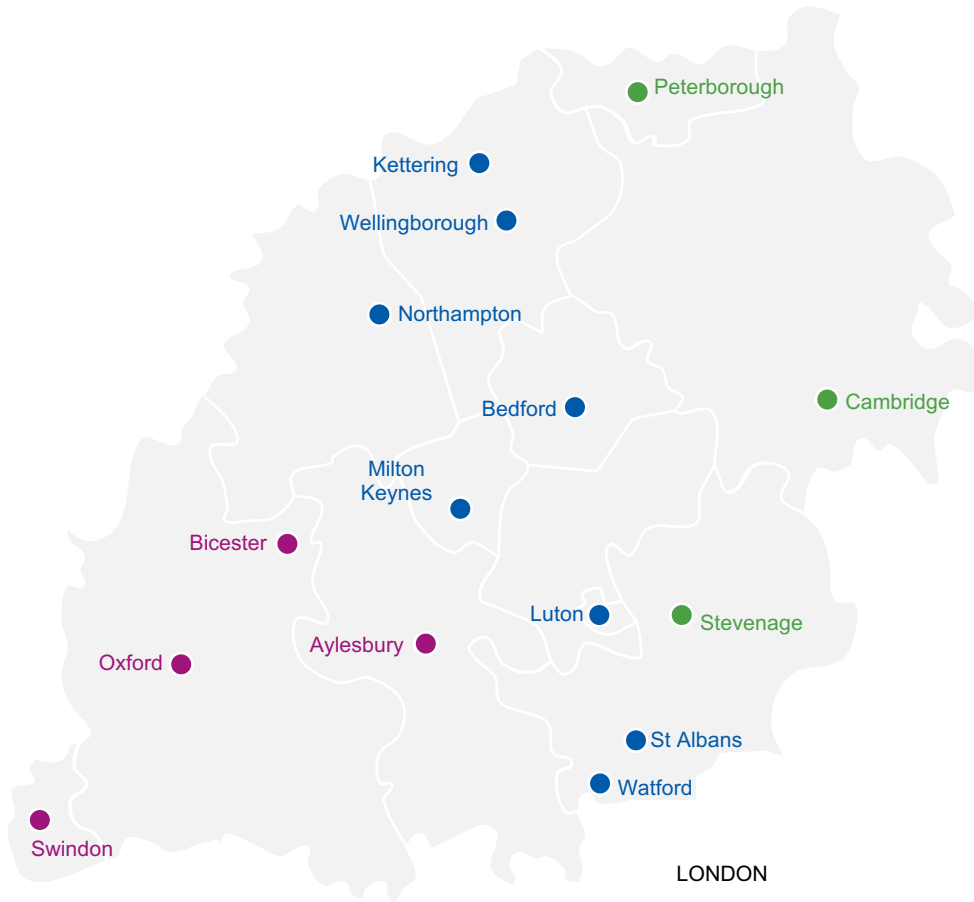 Peterborough
Kettering
Wellingborough
Northampton
Cambridge
Bedford
Milton
Keynes
Bicester
Luton
Stevenage
Aylesbury
Oxford
St Albans
Watford
Swindon
LONDON